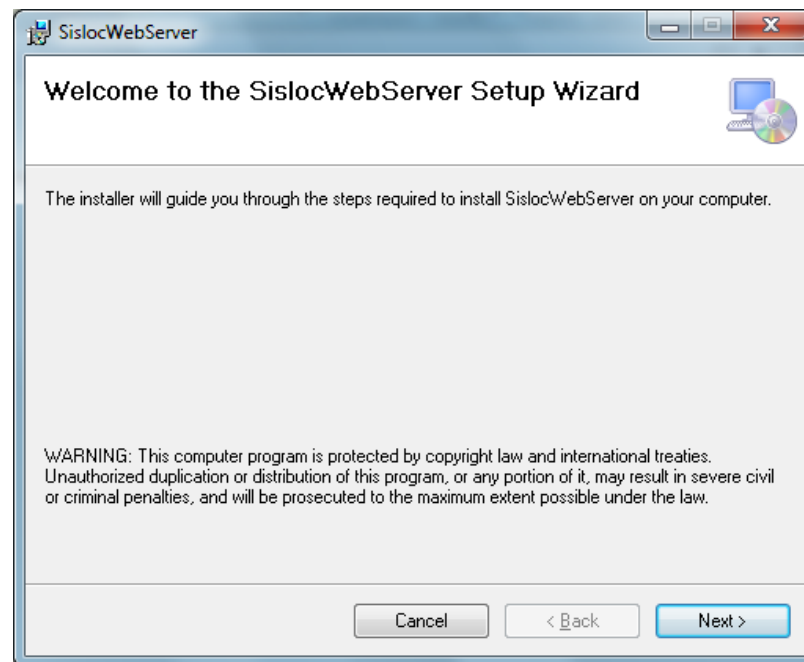 SislocWebServer
Welcome to the SislocWebServer Setup Wizard
The installer will guide you through the steps required to install SislocWebServer on your computer.
WARNING: This computer program is protected by copyright law and international treaties.
Unauthorized duplication or distribution of this program, or any portion of it, may result in severe civil
or criminal penalties, and will be prosecuted to the maximum extent possible under the law.
Cancel
< Back
Next >